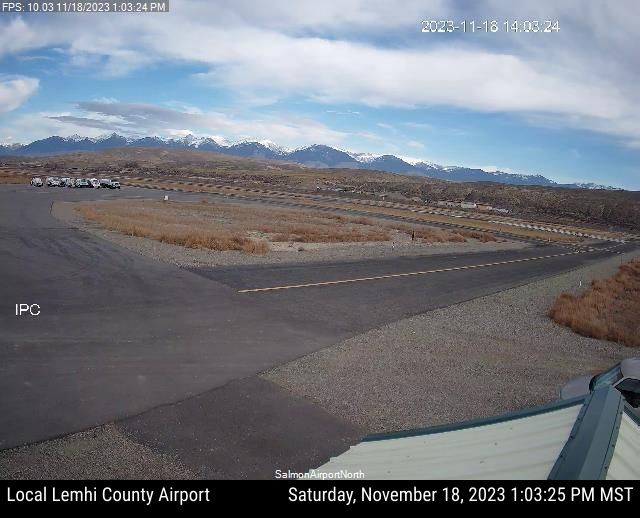 FPS: 10.03 11/18/2023 1:03:24 PM
2023-11-18 14:03:24
IPC
SalmonAirportNorth
Local Lemhi County Airport
Saturday, November 18, 2023 1:03:25 PM MST